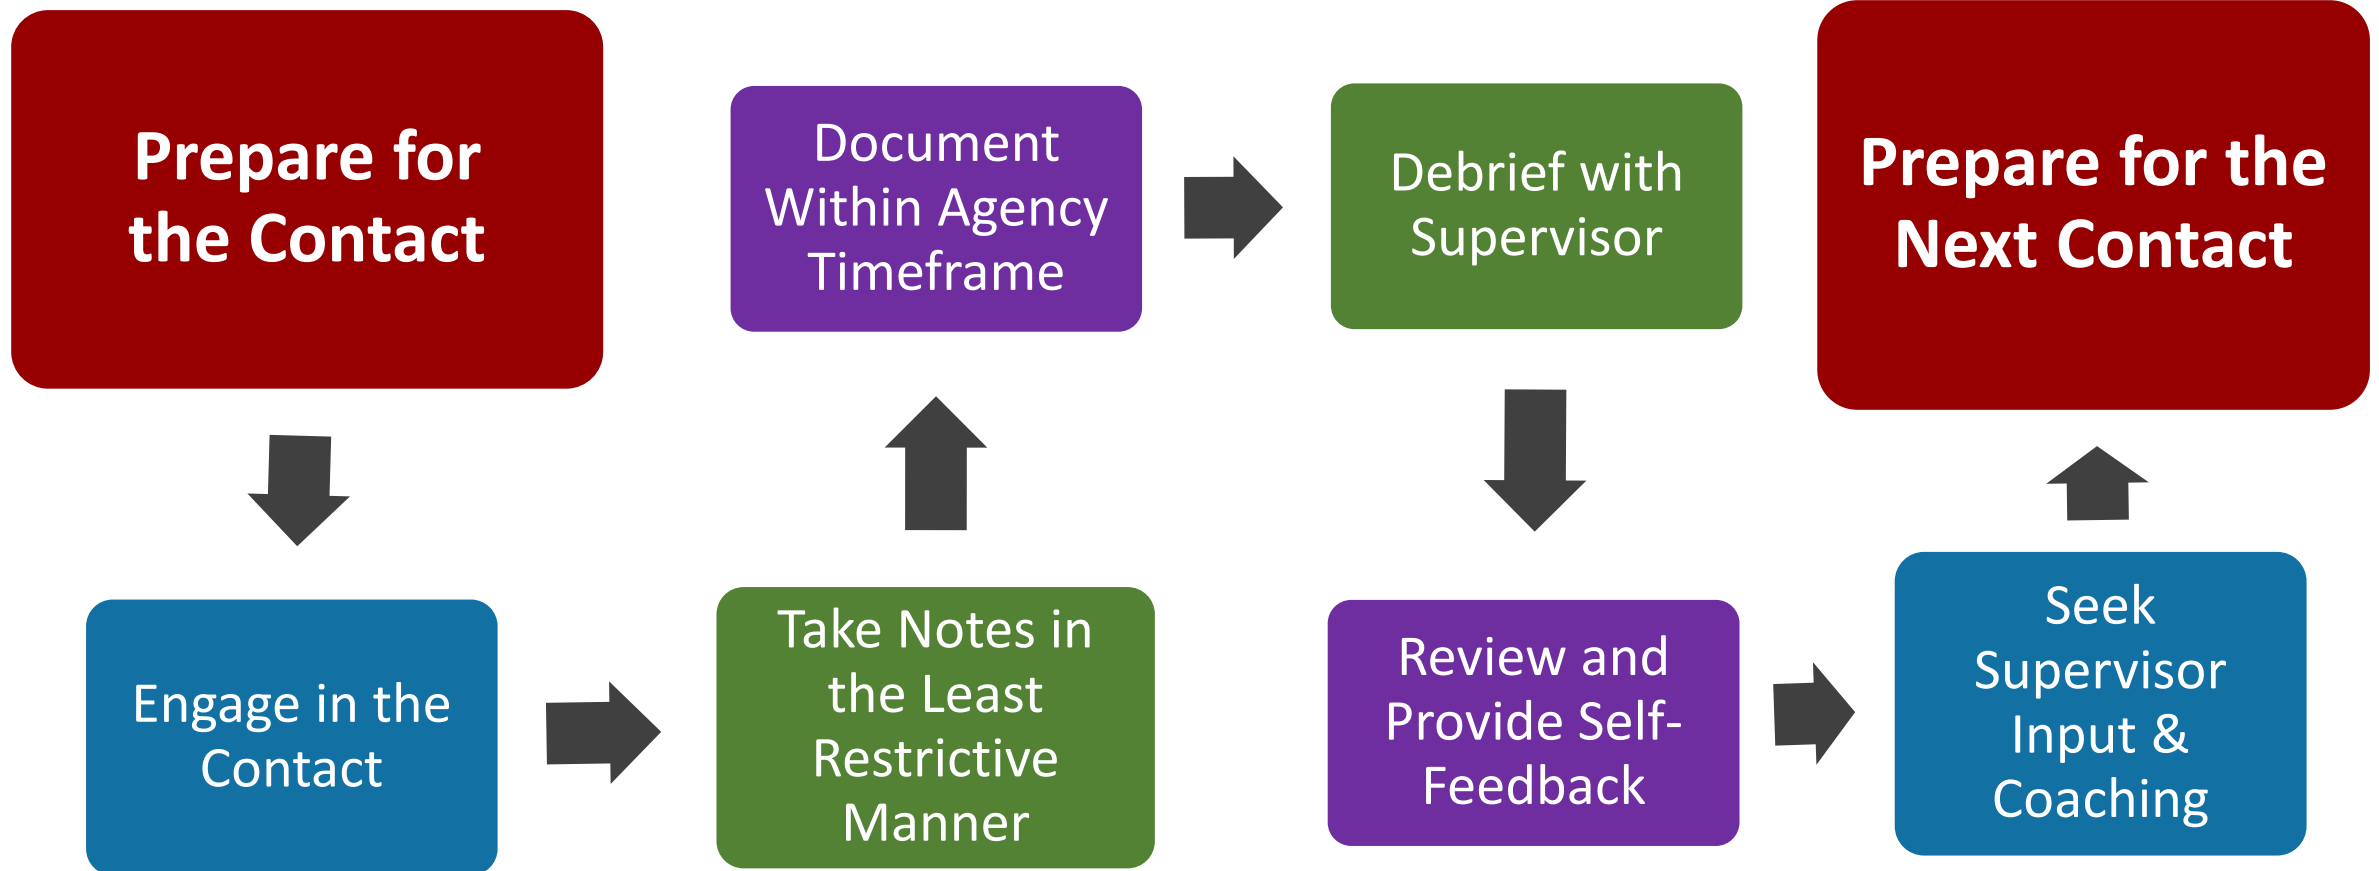 Prepare for
the Contact
Engage in the
Contact
Take Notes in
the Least
Restrictive
Manner
Document
Within Agency
Timeframe
Debrief with
Supervisor
Review and
Provide Self-
Feedback
Seek
Supervisor
Input &
Coaching
Prepare for the
Next Contact